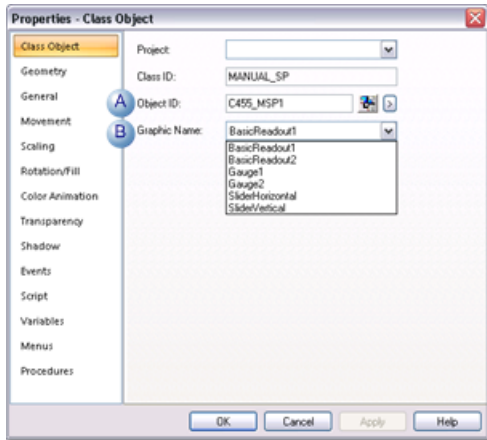 Properties - Class Object
Class Object
Geometry
General
Movement
Scaling
Rotation/Fill
Color Animation
Transparency
Shadow
Events
Script
Variables
Menus
Procedures
Project:
Class ID: MANUAL_SP
A Object ID: C455_MSP1 >
B Graphic Name: BasicReadout1
BasicReadout1
BasicReadout2
Gauge1
Gauge2
SliderHorizontal
SliderVertical
OK Cancel Apply Help